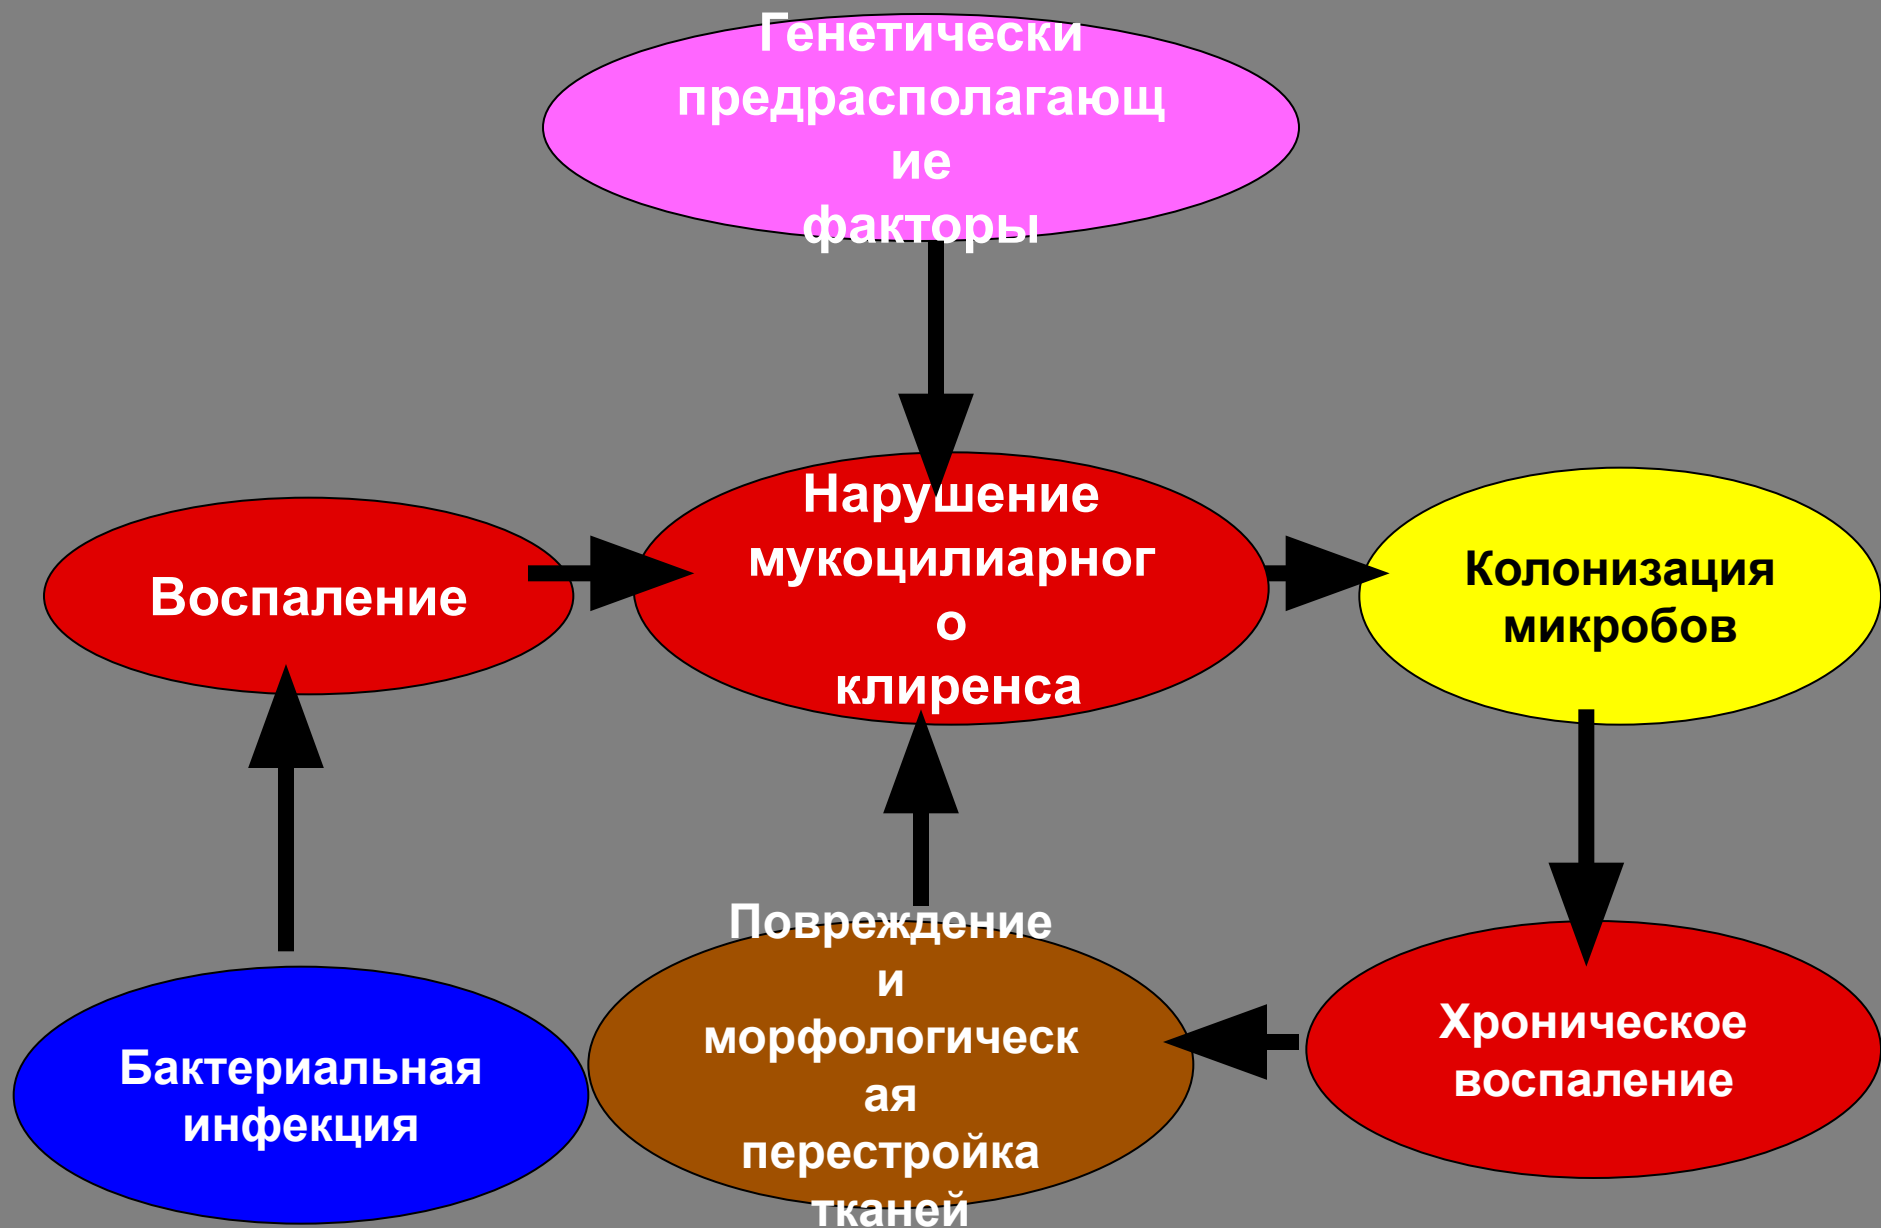 Генетически
предрасполагающ
ие
факторы
Нарушение
мукоцилиарног
о
клиренса
Воспаление
Колонизация
микробов
Повреждение
и
морфологическ
ая
перестройка
тканей
Хроническое
воспаление
Бактериальная
инфекция